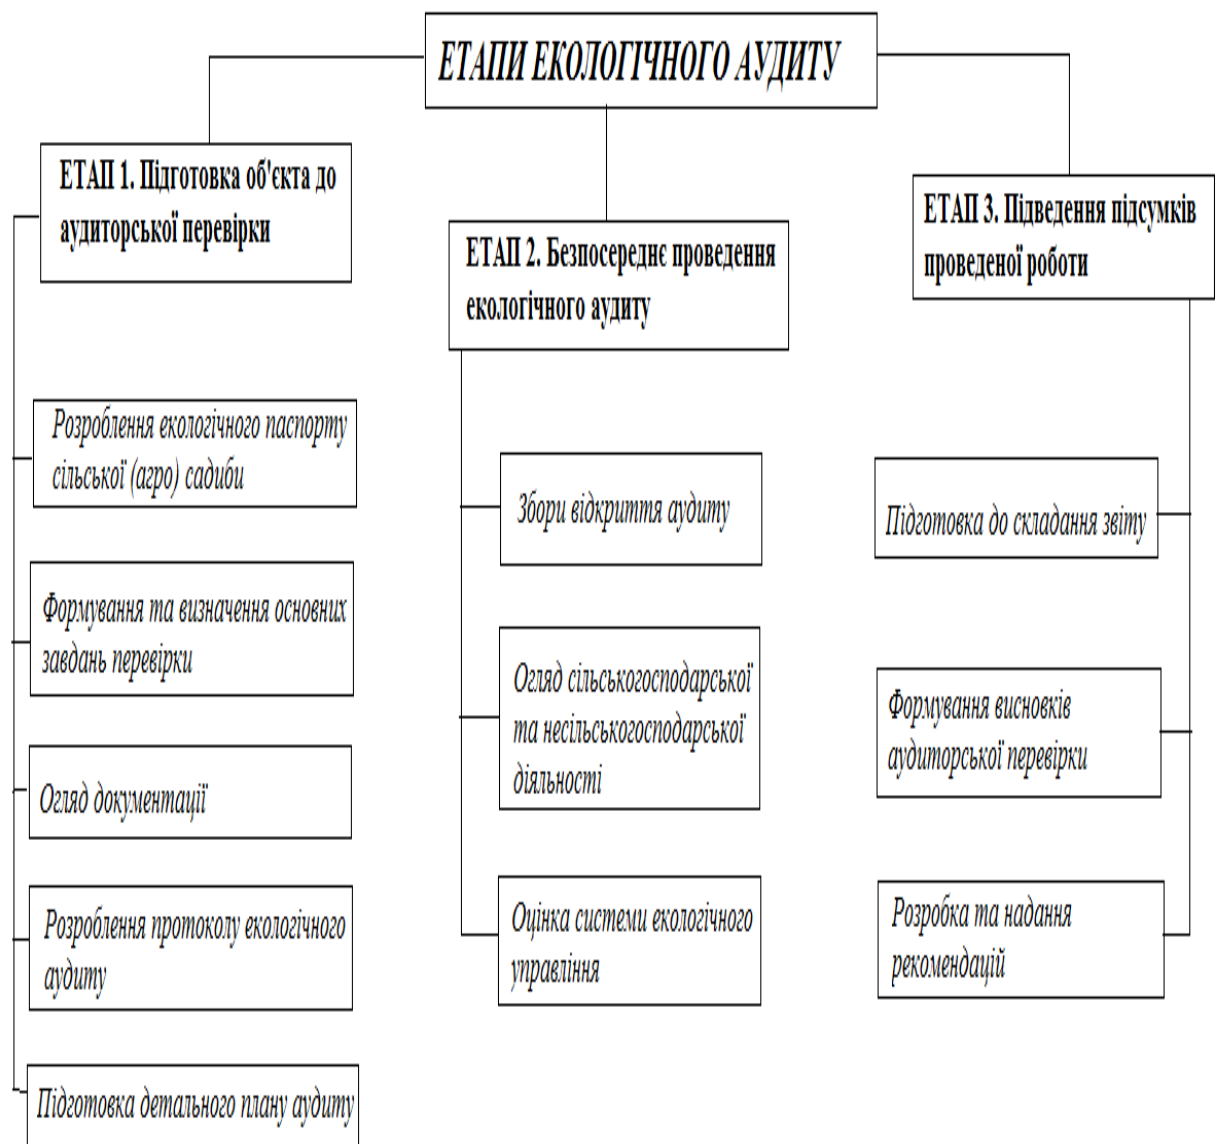 ЕТАПИ ЕКОЛОГІЧНОГО АУДИТУ
ЕТАП 1. Підготовка об'єкта до
аудиторської перевірки
Розроблення екологічного паспорту
сільської (агро) садиби
Формування та визначення основних
завдань перевірки
Огляд документації
Розроблення протоколу екологічного
аудиту
Підготовка детального плану аудиту
ЕТАП 2. Безпосереднє проведення
екологічного аудиту
Збори відкриття аудиту
Огляд сільськогосподарської
та несільськогосподарської
діяльності
Оцінка системи екологічного
управління
ЕТАП 3. Підведення підсумків
проведеної роботи
Підготовка до складання звіту
Формування висновків
аудиторської перевірки
Розробка та надання
рекомендацій